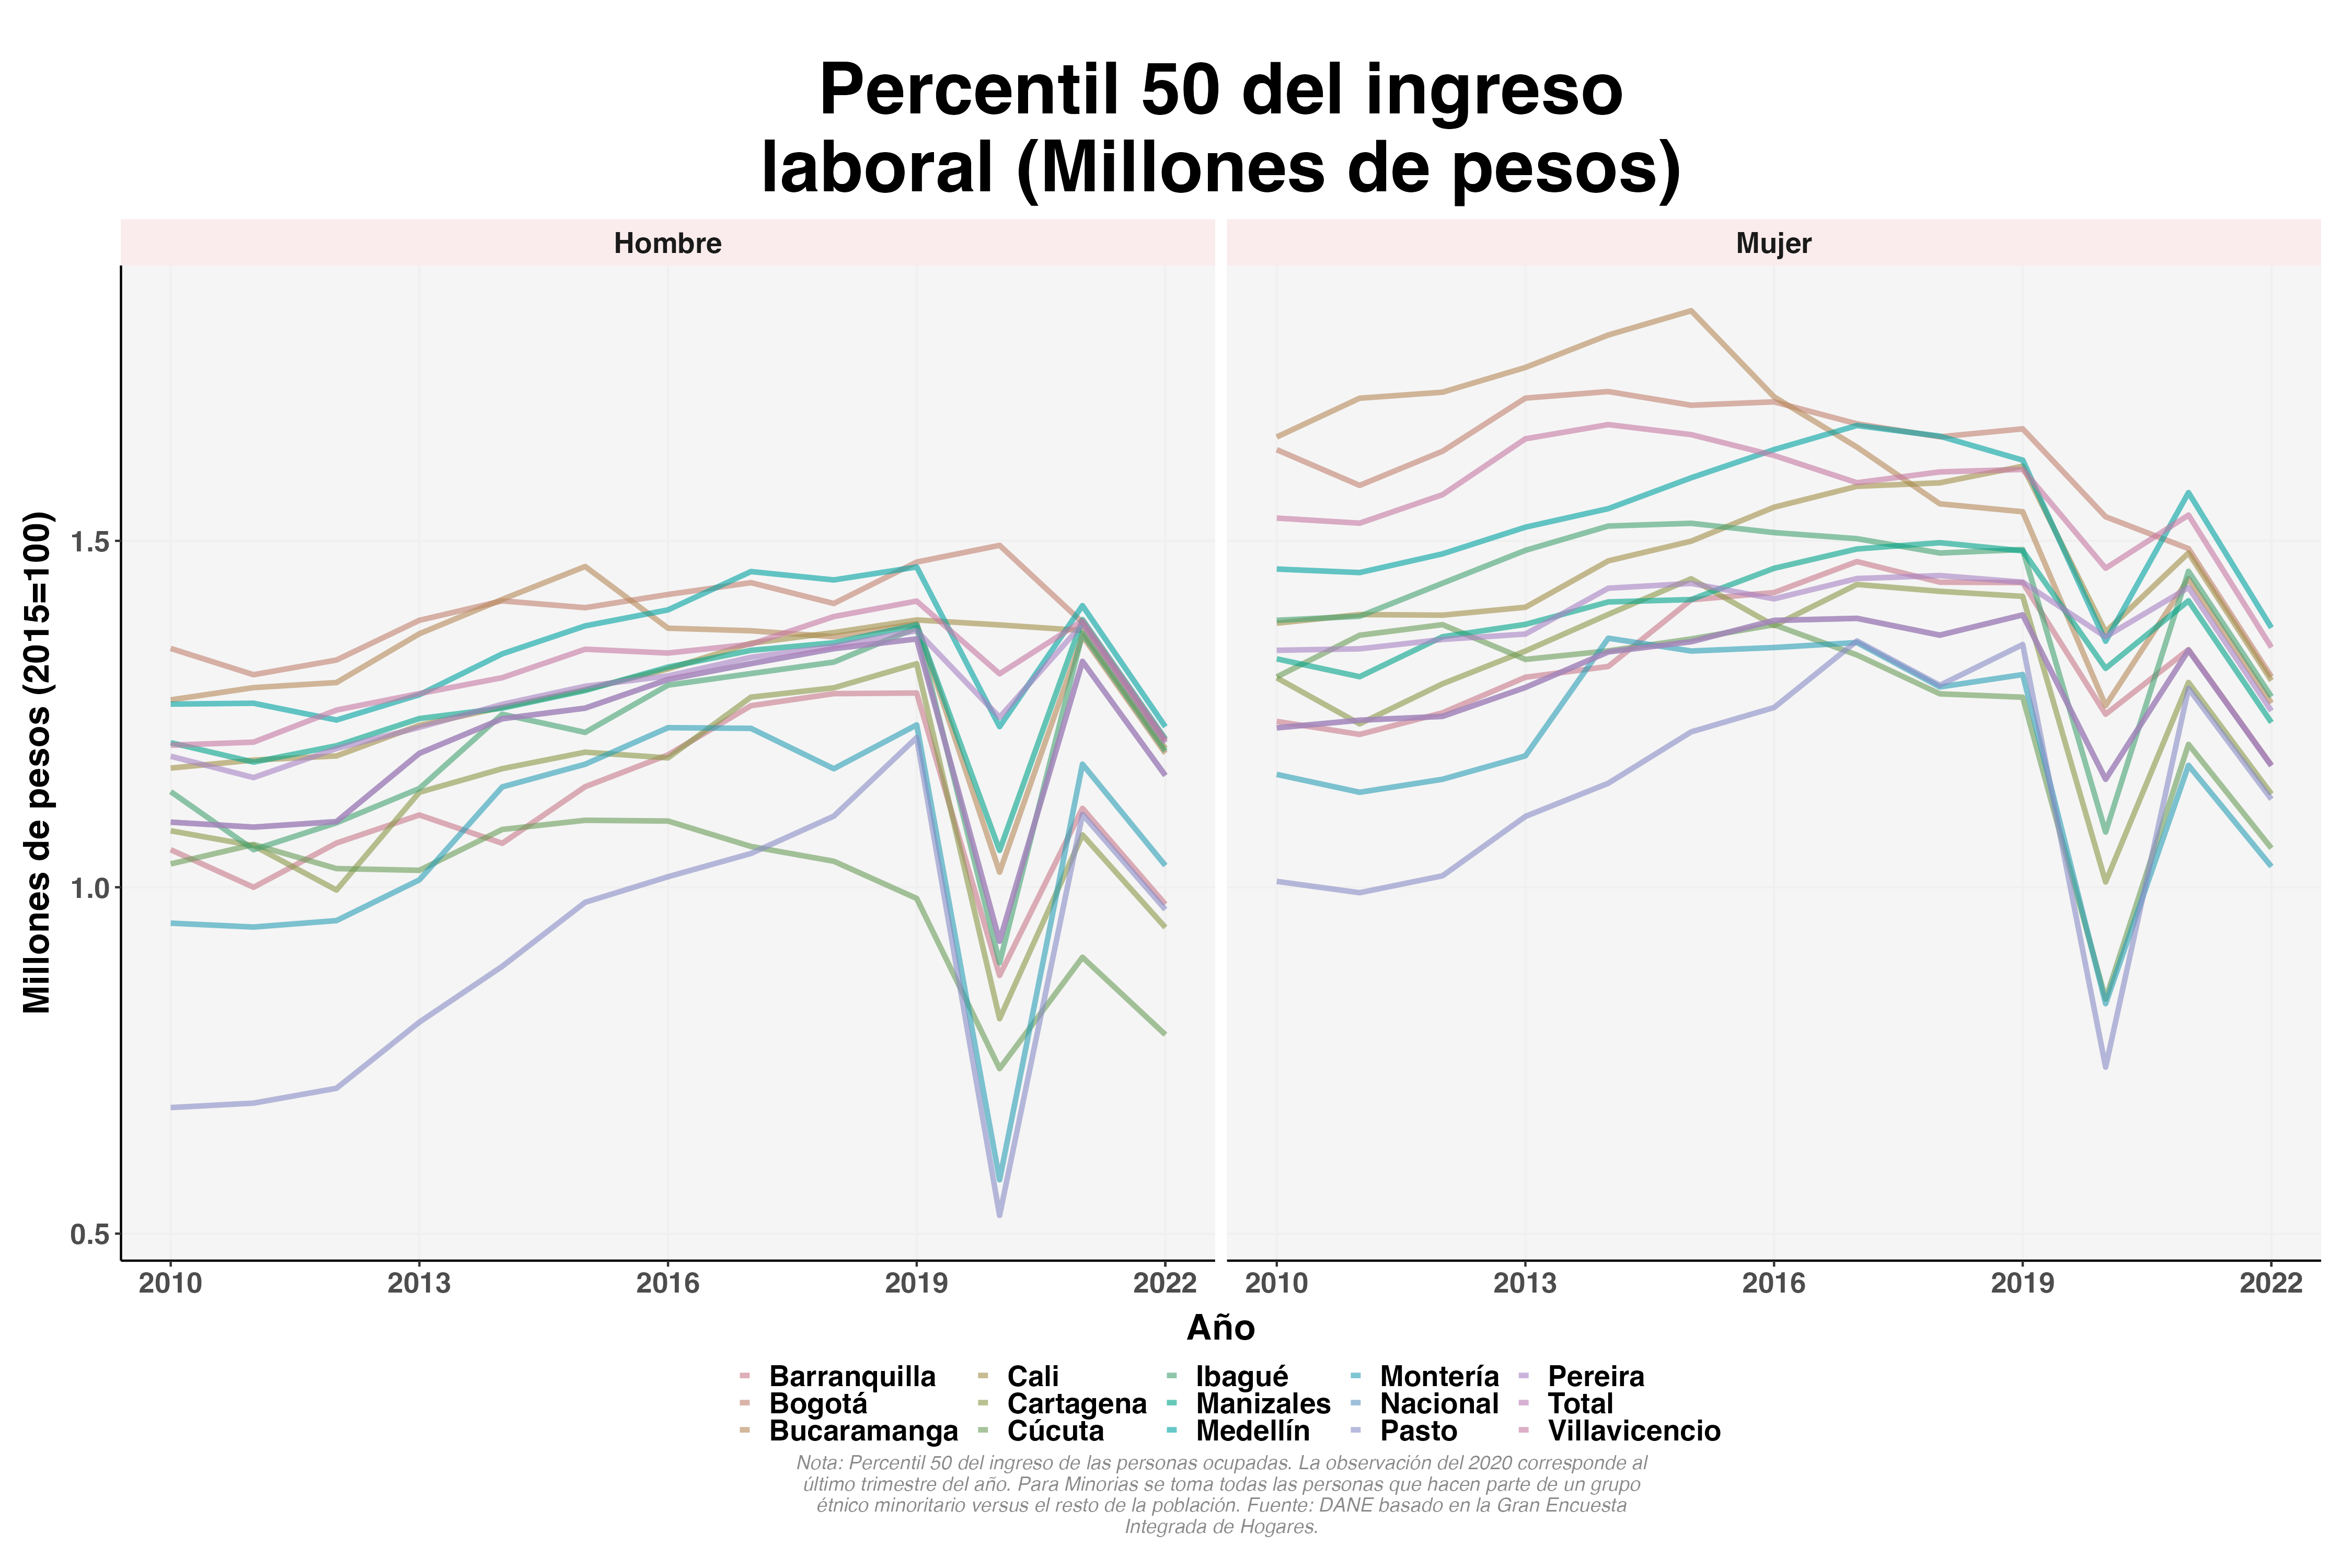 Percentil 50 del ingreso
laboral (Millones de pesos)
Hombre
Mujer
Millones de pesos (2015=100)
1.5
1.0
0.5
2010
2013
2016
2019
2022
2010
2013
2016
2019
2022
Año
Barranquilla
Bogotá
Bucaramanga
Cali
Cartagena
Cúcuta
Ibagué
Manizales
Medellín
Montería
Nacional
Pasto
Pereira
Total
Villavicencio
Nota: Percentil 50 del ingreso de las personas ocupadas. La observación del 2020 corresponde al
último trimestre del año. Para Minorias se toma todas las personas que hacen parte de un grupo
étnico minoritario versus el resto de la población. Fuente: DANE basado en la Gran Encuesta
Integrada de Hogares.